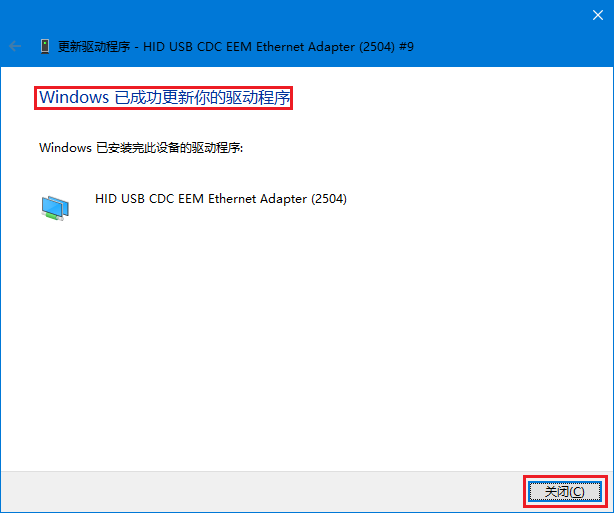 更新驱动程序 - HID USB CDC EEM Ethernet Adapter (2504) #9
Windows 已成功更新你的驱动程序
Windows 已安装完此设备的驱动程序:
HID USB CDC EEM Ethernet Adapter (2504)
关闭(C)